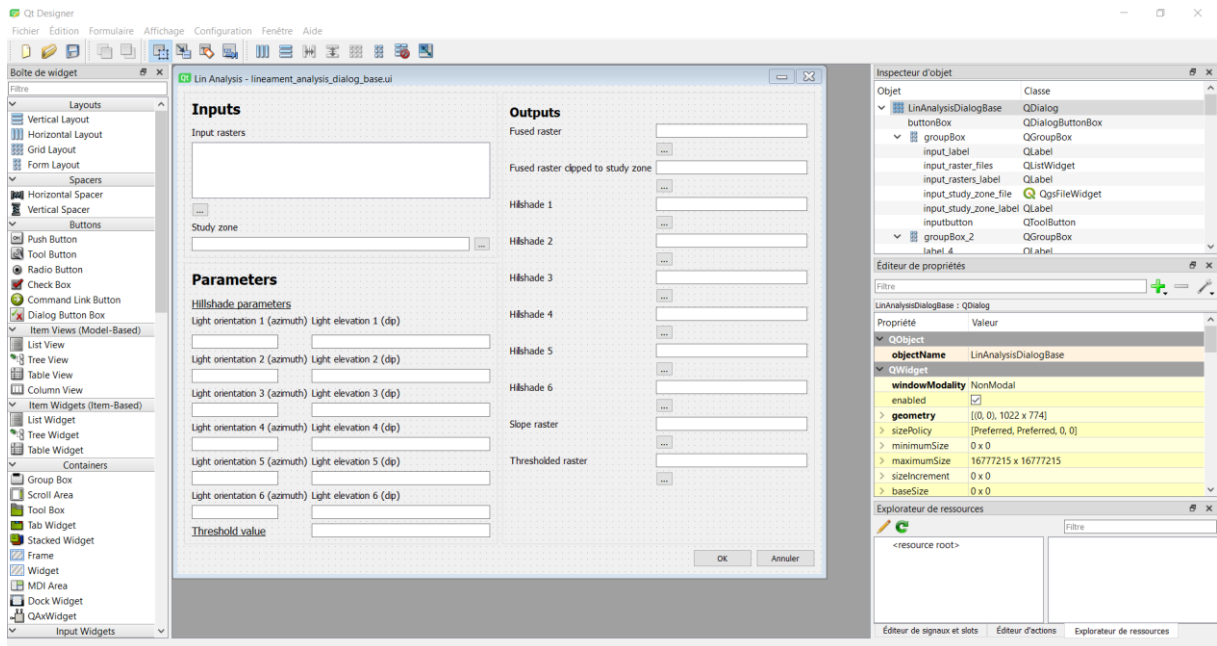 Qt Designer
Fichier Édition Formulaire Affichage Configuration Fenêtre Aide
Boîte de widget
Filtre
Layouts
Vertical Layout
Horizontal Layout
Grid Layout
Form Layout
Spacers
Horizontal Spacer
Vertical Spacer
Buttons
Push Button
Tool Button
Radio Button
Check Box
Command Link Button
Dialog Button Box
Item Views (Model-Based)
List View
Tree View
Table View
Column View
Item Widgets (Item-Based)
List Widget
Tree Widget
Table Widget
Containers
Group Box
Scroll Area
Tool Box
Tab Widget
Stacked Widget
Frame
Widget
MDI Area
Dock Widget
QAxWidget
Input Widgets
Lin Analysis - lineament_analysis_dialog_base.ui
Inputs
Input rasters
...
Study zone
...
Parameters
Hillshade parameters
Light orientation 1 (azimuth) Light elevation 1 (dip)
Light orientation 2 (azimuth) Light elevation 2 (dip)
Light orientation 3 (azimuth) Light elevation 3 (dip)
Light orientation 4 (azimuth) Light elevation 4 (dip)
Light orientation 5 (azimuth) Light elevation 5 (dip)
Light orientation 6 (azimuth) Light elevation 6 (dip)
Threshold value
Outputs
Fused raster
...
Fused raster clipped to study zone
...
Hilshade 1
...
Hilshade 2
...
Hilshade 3
...
Hilshade 4
...
Hilshade 5
...
Hilshade 6
...
Slope raster
...
Thresholded raster
...
OK Annuler
Inspecteur d'objet
Objet Classe
LinAnalysisDialogBase QDialog
buttonBox QDialogButtonBox
groupBox QGroupBox
input_label QLabel
input_raster_files QListWidget
input_rasters_label QLabel
input_study_zone_file QgsFileWidget
input_study_zone_label QLabel
inputbutton QToolButton
groupBox_2 QGroupBox
label_4 QLabel
Éditeur de propriétés
Filtre
LinAnalysisDialogBase : QDialog
Propriété Valeur
QObject
objectName LinAnalysisDialogBase
QWidget
windowModality NonModal
enabled
geometry [(0, 0), 1022 x 774]
sizePolicy [Preferred, Preferred, 0, 0]
minimumSize 0 x 0
maximumSize 16777215 x 16777215
sizeIncrement 0 x 0
baseSize 0 x 0
Explorateur de ressources
Filtre
<resource root>
Éditeur de signaux et slots Éditeur d'actions Explorateur de ressources